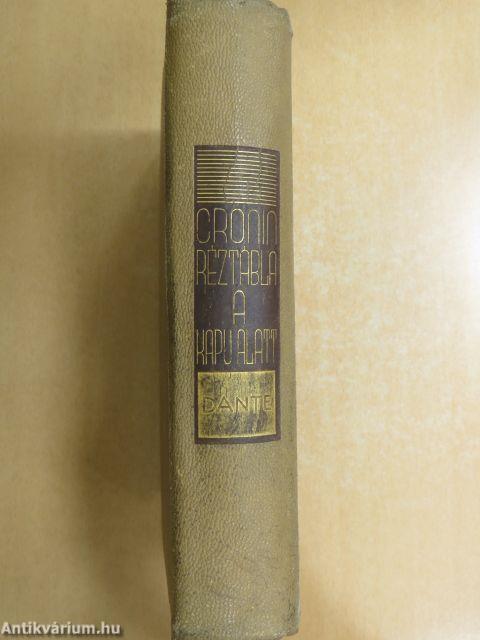 CRONIN
RÉZTÁBLA
A
KAPU ALATT
DANTE
Antikvárium.hu